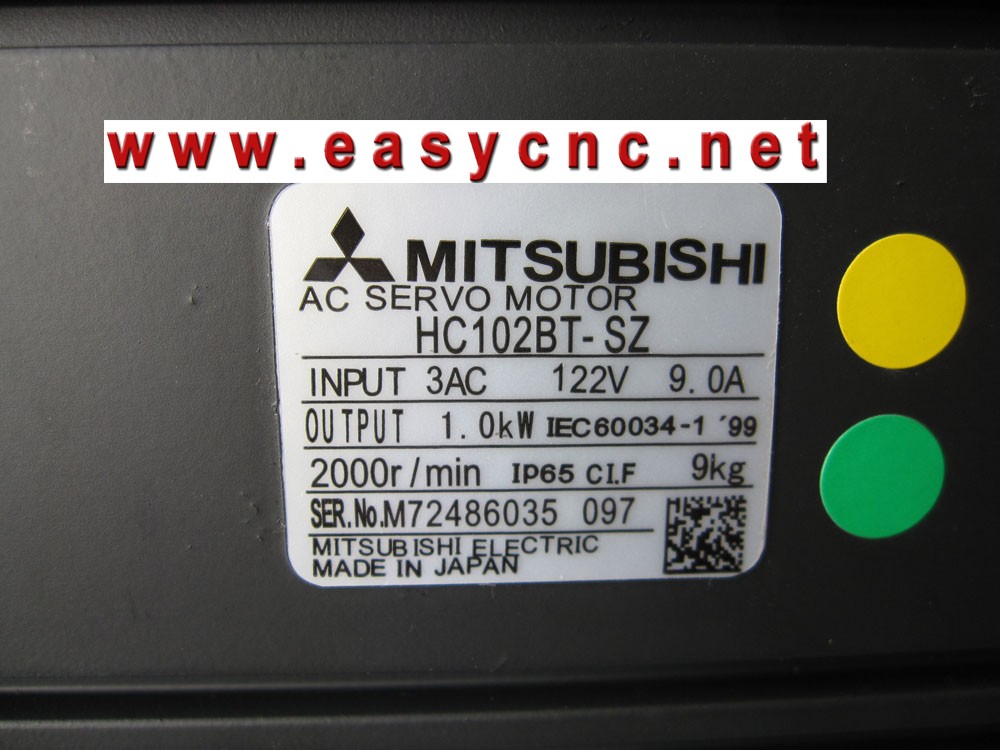 www.easycnc.net
MITSUBISHI
AC SERVO MOTOR
HC102BT-SZ
INPUT 3AC 122V 9.0A
OUTPUT 1.0kW IEC60034-1 '99
2000r/min IP65 CI.F 9kg
SER.No.M72486035 097
MITSUBISHI ELECTRIC
MADE IN JAPAN